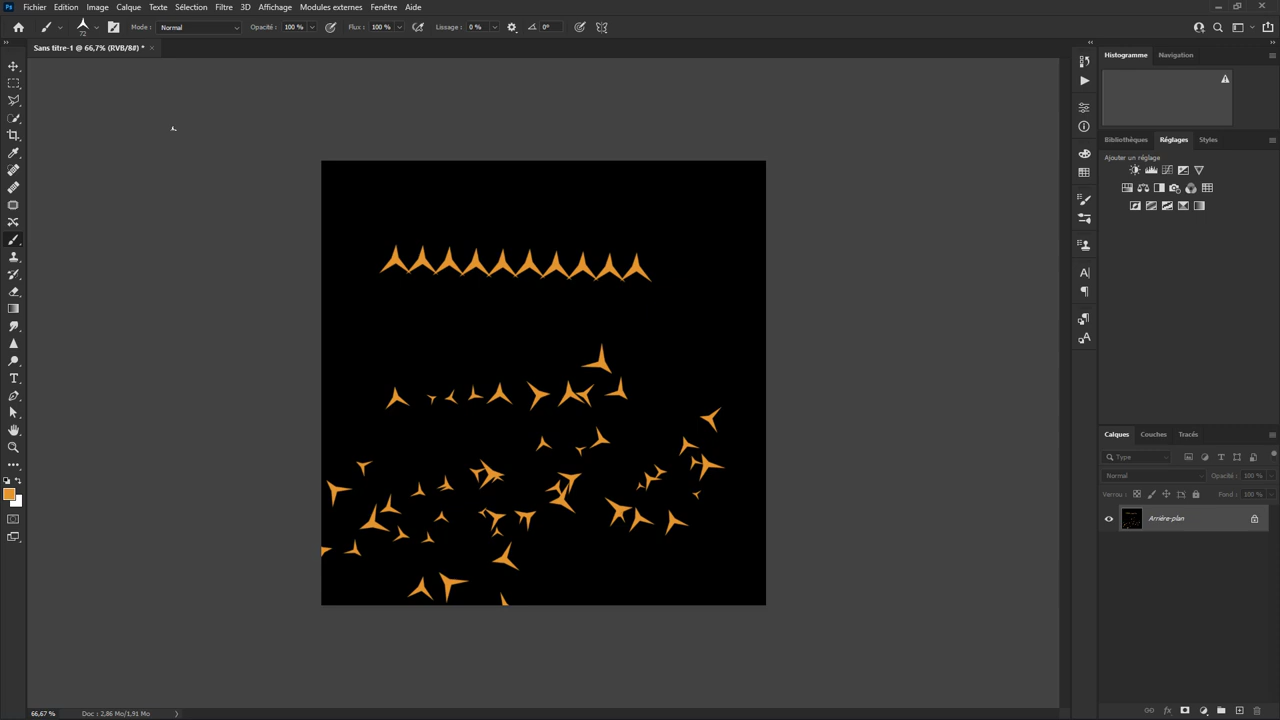 Fichier Edition Image Calque Texte Sélection Filtre 3D Affichage Modules externes Fenêtre Aide
72 Mode : Normal Opacité : 100 % Flux : 100 % Lissage : 0 % 0°
Sans titre-1 @ 66,7% (RVB/8#) *
Histogramme Navigation
Bibliothèques Réglages Styles
Ajouter un réglage
Calques Couches Tracés
Type
Normal Opacité : 100 %
Verrou : Fond : 100 %
Arrière-plan
66,67 % Doc : 2,86 Mo/1,91 Mo